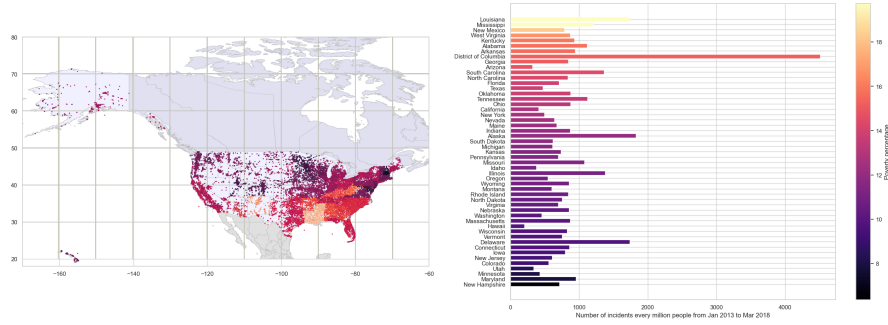 80
70
60
50
40
30
20
−160
−140
−120
−100
−80
−60
Louisiana
Mississippi
New Mexico
West Virginia
Kentucky
Alabama
Arkansas
District of Columbia
Georgia
Arizona
South Carolina
North Carolina
Florida
Texas
Oklahoma
Tennessee
Ohio
California
New York
Nevada
Maine
Indiana
Alaska
South Dakota
Michigan
Kansas
Pennsylvania
Missouri
Idaho
Illinois
Oregon
Wyoming
Montana
Rhode Island
North Dakota
Virginia
Nebraska
Washington
Massachusetts
Hawaii
Wisconsin
Vermont
Delaware
Connecticut
Iowa
New Jersey
Colorado
Utah
Minnesota
Maryland
New Hampshire
0
1000
2000
3000
4000
Number of incidents every million people from Jan 2013 to Mar 2018
18
16
14
12
10
8
Poverty percentage